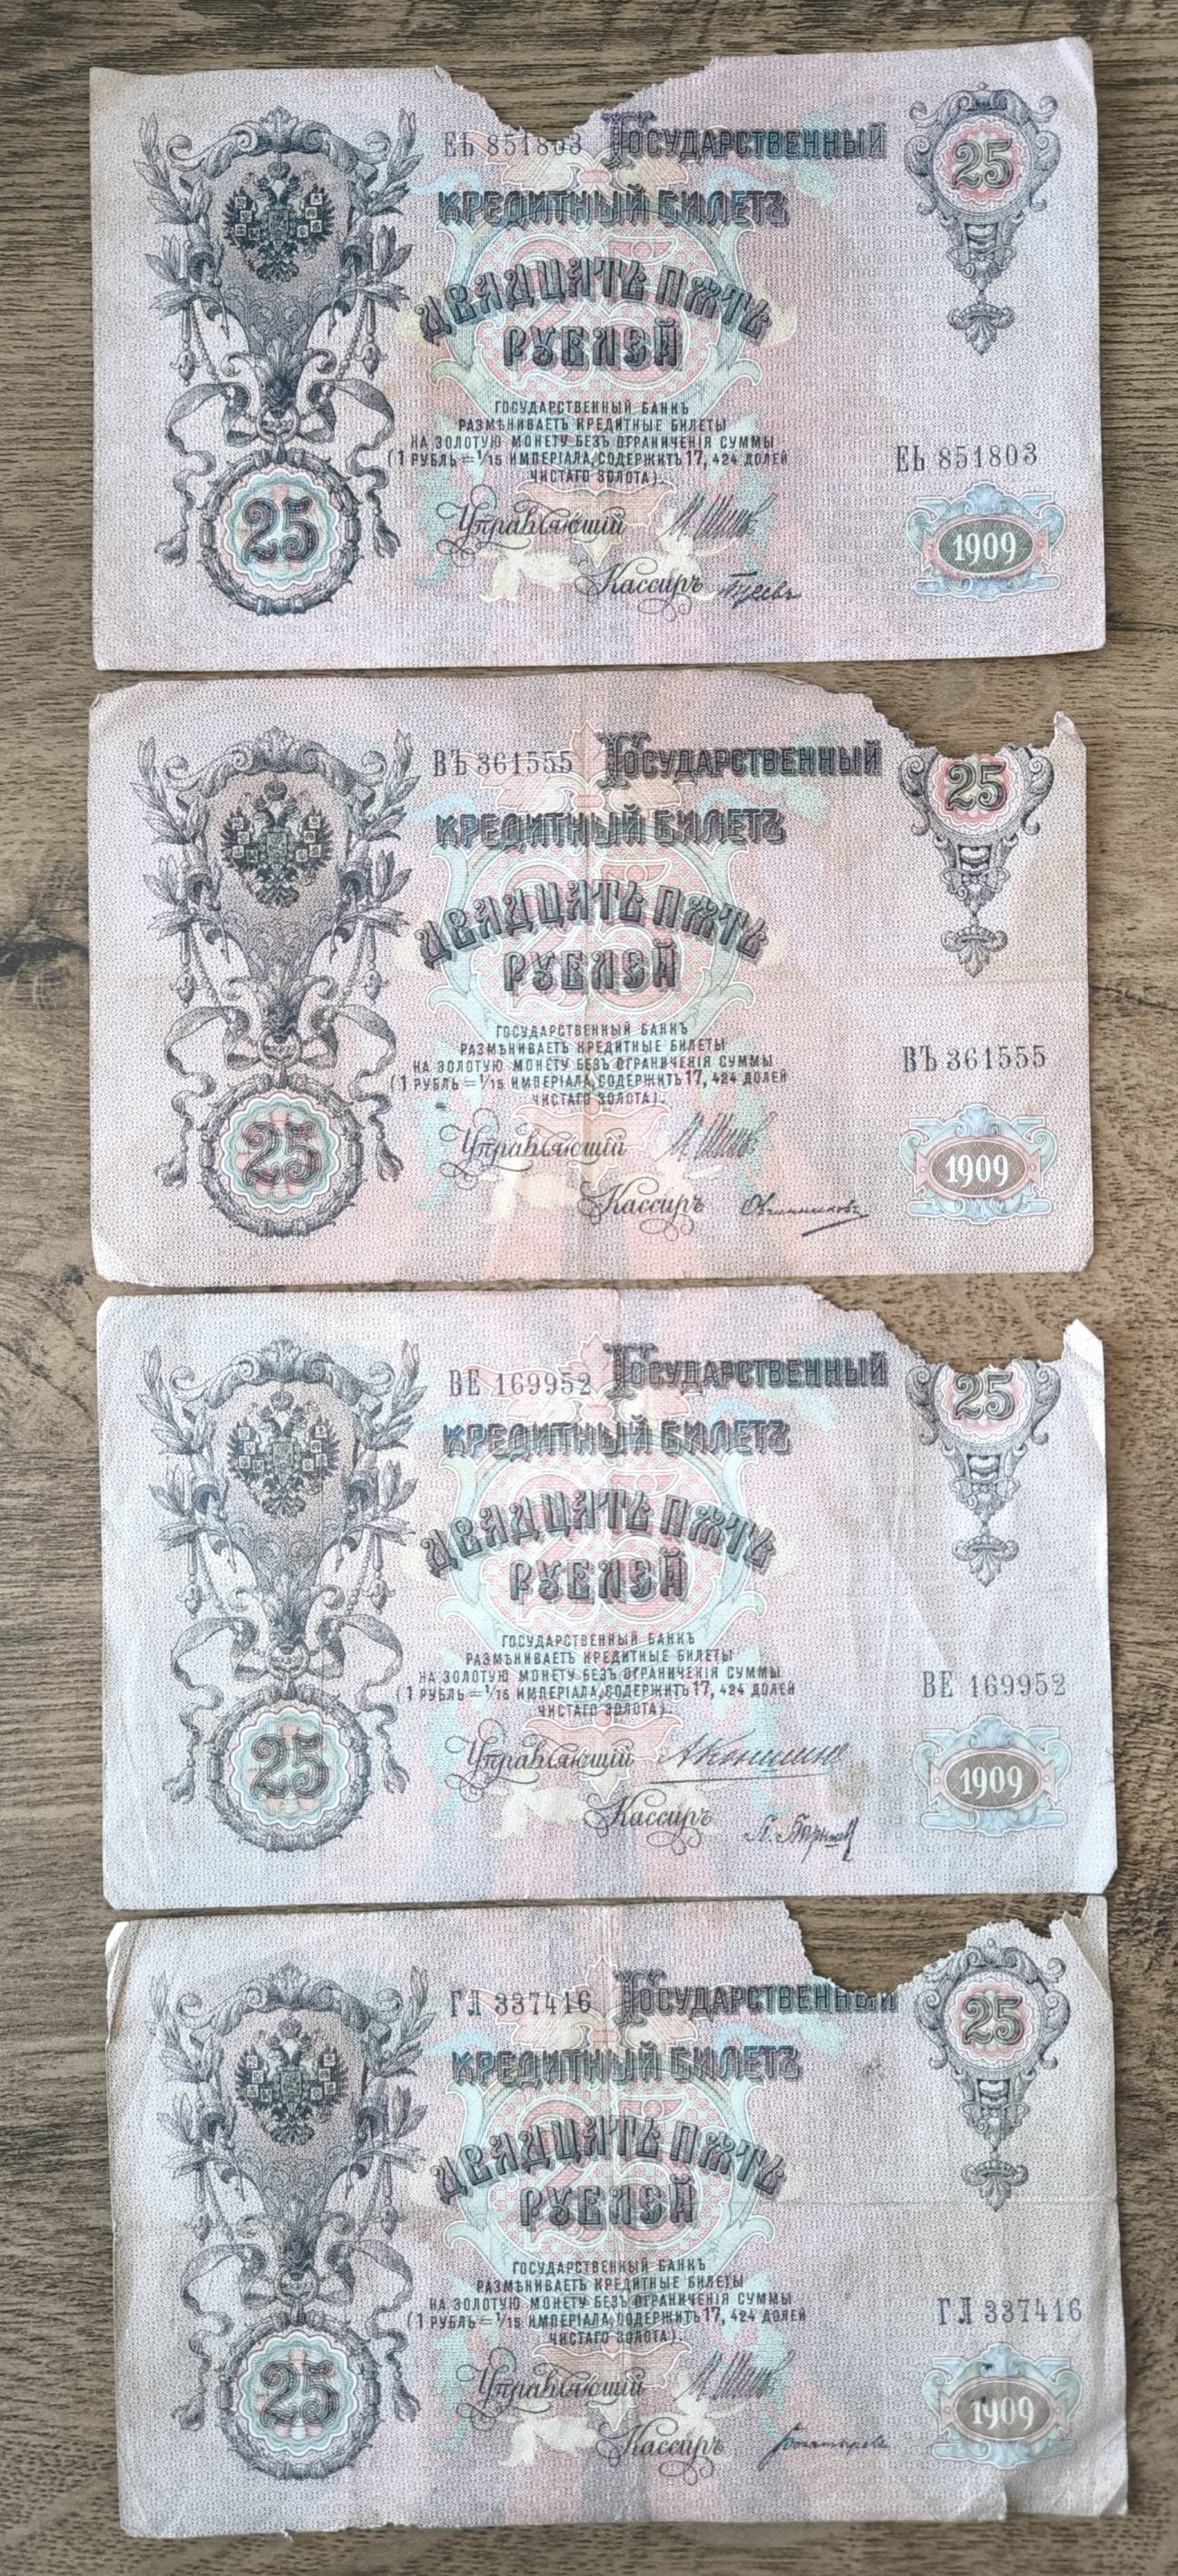 ЕЬ 851803 Государственный
25
КРЕДИТНЫЙ БИЛЕТЪ
ДВАДЦАТЬ ПЯТЬ
РУБЛЕЙ
ГОСУДАРСТВЕННЫЙ БАНКЪ
РАЗМѢНИВАЕТЪ КРЕДИТНЫЕ БИЛЕТЫ
НА ЗОЛОТУЮ МОНЕТУ БЕЗЪ ОГРАНИЧЕНІЯ СУММЫ
(1 РУБЛЬ = 1/15 ИМПЕРІАЛА, СОДЕРЖИТЪ 17,424 ДОЛЕЙ
ЧИСТАГО ЗОЛОТА).
ЕЬ 851803
25
Управляющій
1909
Кассиръ
ВЪ 361555 Государственный
25
КРЕДИТНЫЙ БИЛЕТЪ
ДВАДЦАТЬ ПЯТЬ
РУБЛЕЙ
ГОСУДАРСТВЕННЫЙ БАНКЪ
РАЗМѢНИВАЕТЪ КРЕДИТНЫЕ БИЛЕТЫ
НА ЗОЛОТУЮ МОНЕТУ БЕЗЪ ОГРАНИЧЕНІЯ СУММЫ
(1 РУБЛЬ = 1/15 ИМПЕРІАЛА, СОДЕРЖИТЪ 17,424 ДОЛЕЙ
ЧИСТАГО ЗОЛОТА).
ВЪ 361555
25
Управляющій
1909
Кассиръ Овчинниковъ
ВЕ 169952 Государственный
25
КРЕДИТНЫЙ БИЛЕТЪ
ДВАДЦАТЬ ПЯТЬ
РУБЛЕЙ
ГОСУДАРСТВЕННЫЙ БАНКЪ
РАЗМѢНИВАЕТЪ КРЕДИТНЫЕ БИЛЕТЫ
НА ЗОЛОТУЮ МОНЕТУ БЕЗЪ ОГРАНИЧЕНІЯ СУММЫ
(1 РУБЛЬ = 1/15 ИМПЕРІАЛА, СОДЕРЖИТЪ 17,424 ДОЛЕЙ
ЧИСТАГО ЗОЛОТА).
ВЕ 169952
25
Управляющій АКоншинъ
1909
Кассиръ
ГЛ 337416 Государственный
25
КРЕДИТНЫЙ БИЛЕТЪ
ДВАДЦАТЬ ПЯТЬ
РУБЛЕЙ
ГОСУДАРСТВЕННЫЙ БАНКЪ
РАЗМѢНИВАЕТЪ КРЕДИТНЫЕ БИЛЕТЫ
НА ЗОЛОТУЮ МОНЕТУ БЕЗЪ ОГРАНИЧЕНІЯ СУММЫ
(1 РУБЛЬ = 1/15 ИМПЕРІАЛА, СОДЕРЖИТЪ 17,424 ДОЛЕЙ
ЧИСТАГО ЗОЛОТА).
ГЛ 337416
25
Управляющій
1909
Кассиръ